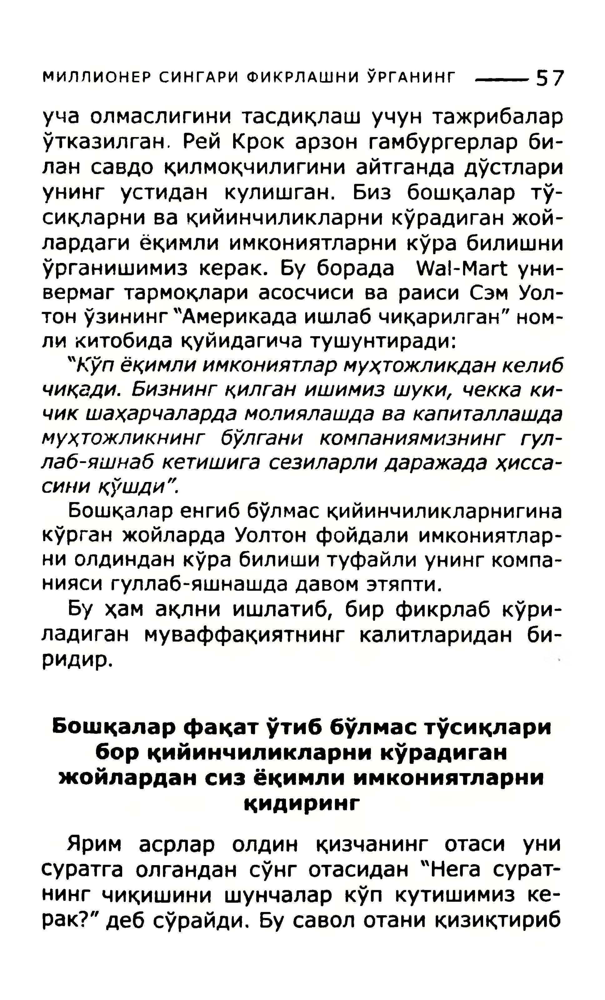 МИЛЛИОНЕР СИНГАРИ ФИКРЛАШНИ ЎРГАНИНГ —— 57
уча олмаслигини тасдиқлаш учун тажрибалар
ўтказилган. Рей Крок арзон гамбургерлар би-
лан савдо қилмоқчилигини айтганда дўстлари
унинг устидан кулишган. Биз бошқалар тў-
сиқларни ва қийинчиликларни кўрадиган жой-
лардаги ёқимли имкониятларни кўра билишни
ўрганишимиз керак. Бу борада Wal-Mart уни-
вермаг тармоқлари асосчиси ва раиси Сэм Уол-
тон ўзининг "Америкада ишлаб чиқарилган" ном-
ли китобида қуйидагича тушунтиради:
"Кўп ёқимли имкониятлар муҳтожликдан келиб
чиқади. Бизнинг қилган ишимиз шуки, чекка ки-
чик шаҳарчаларда молиялашда ва капиталлашда
муҳтожликнинг бўлгани компаниямизнинг гул-
лаб-яшнаб кетишига сезиларли даражада ҳисса-
сини қўшди".
Бошқалар енгиб бўлмас қийинчиликларнигина
кўрган жойларда Уолтон фойдали имкониятлар-
ни олдиндан кўра билиши туфайли унинг компа-
нияси гуллаб-яшнашда давом этяпти.
Бу ҳам ақлни ишлатиб, бир фикрлаб кўри-
ладиган муваффақиятнинг калитларидан би-
ридир.
Бошқалар фақат ўтиб бўлмас тўсиқлари
бор қийинчиликларни кўрадиган
жойлардан сиз ёқимли имкониятларни
қидиринг
Ярим асрлар олдин қизчанинг отаси уни
суратга олгандан сўнг отасидан "Нега сурат-
нинг чиқишини шунчалар кўп кутишимиз ке-
рак?" деб сўрайди. Бу савол отани қизиқтириб